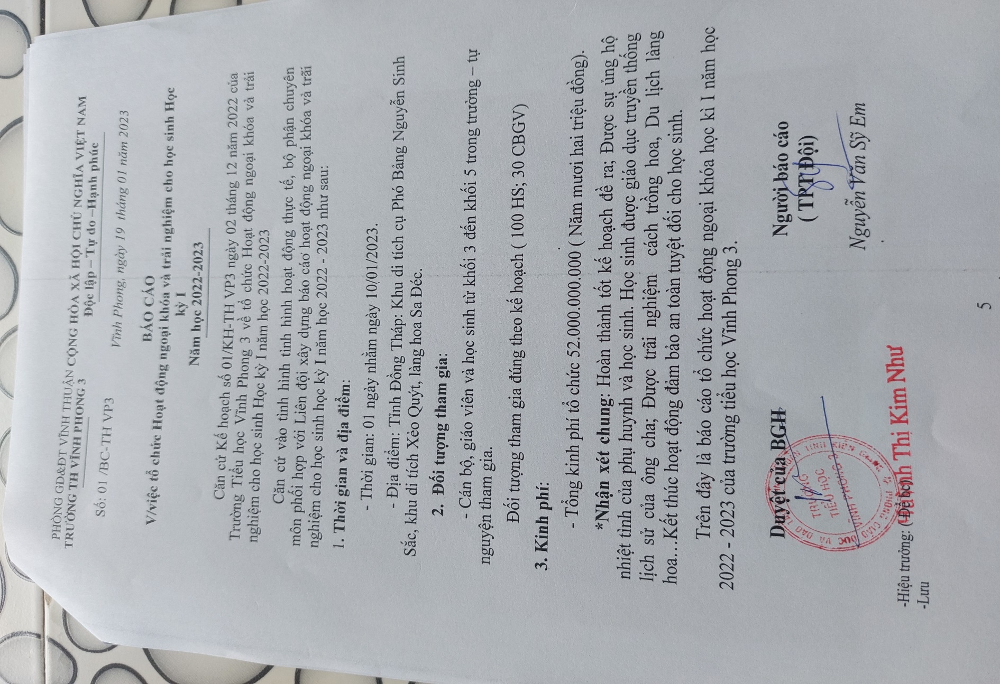 PHÒNG GD&ĐT VĨNH THUẬN CỘNG HÒA XÃ HỘI CHỦ NGHĨA VIỆT NAM
TRƯỜNG TH VĨNH PHONG 3 Độc lập – Tự do –Hạnh phúc
Số: 01 /BC-TH VP3 Vĩnh Phong, ngày 19 tháng 01 năm 2023
BÁO CÁO
V/việc tổ chức Hoạt động ngoại khóa và trải nghiệm cho học sinh Học
kỳ I
Năm học 2022-2023
Căn cứ Kế hoạch số 01/KH-TH VP3 ngày 02 tháng 12 năm 2022 của
Trường Tiểu học Vĩnh Phong 3 về tổ chức Hoạt động ngoại khóa và trải
nghiệm cho học sinh Học kỳ I năm học 2022-2023
Căn cứ vào tình hình tình hình hoạt động thực tế, bộ phận chuyên
môn phối hợp với Liên đội xây dựng báo cáo hoạt động ngoại khóa và trãi
nghiệm cho học sinh học kỳ I năm học 2022 - 2023 như sau:
1. Thời gian và địa điểm:
- Thời gian: 01 ngày nhằm ngày 10/01/2023.
- Địa điểm: Tỉnh Đồng Tháp: Khu di tích cụ Phó Bảng Nguyễn Sinh
Sắc, khu di tích Xẻo Quýt, làng hoa Sa Đéc.
2. Đối tượng tham gia:
- Cán bộ, giáo viên và học sinh từ khối 3 đến khối 5 trong trường – tự
nguyện tham gia.
Đối tượng tham gia đúng theo kế hoạch ( 100 HS; 30 CBGV)
3. Kinh phí:
- Tổng kinh phí tổ chức 52.000.000.000 ( Năm mươi hai triệu đồng).
*Nhận xét chung: Hoàn thành tốt kế hoạch đề ra; Được sự ủng hộ
nhiệt tình của phụ huynh và học sinh. Học sinh được giáo dục truyền thống
lịch sử của ông cha; Được trãi nghiệm cách trồng hoa, Du lịch làng
hoa…Kết thúc hoạt động đảm bảo an toàn tuyệt đối cho học sinh.
Trên đây là báo cáo tổ chức hoạt động ngoại khóa học kì I năm học
2022 - 2023 của trường tiểu học Vĩnh Phong 3.
Duyệt của BGH Người báo cáo
( TPT Đội)
TRƯỜNG
TIỂU HỌC
VĨNH PHONG 3
Nguyễn Văn Sỹ Em
Thị Kim Như
-Hiệu trưởng: (Để bc)
-Lưu
5